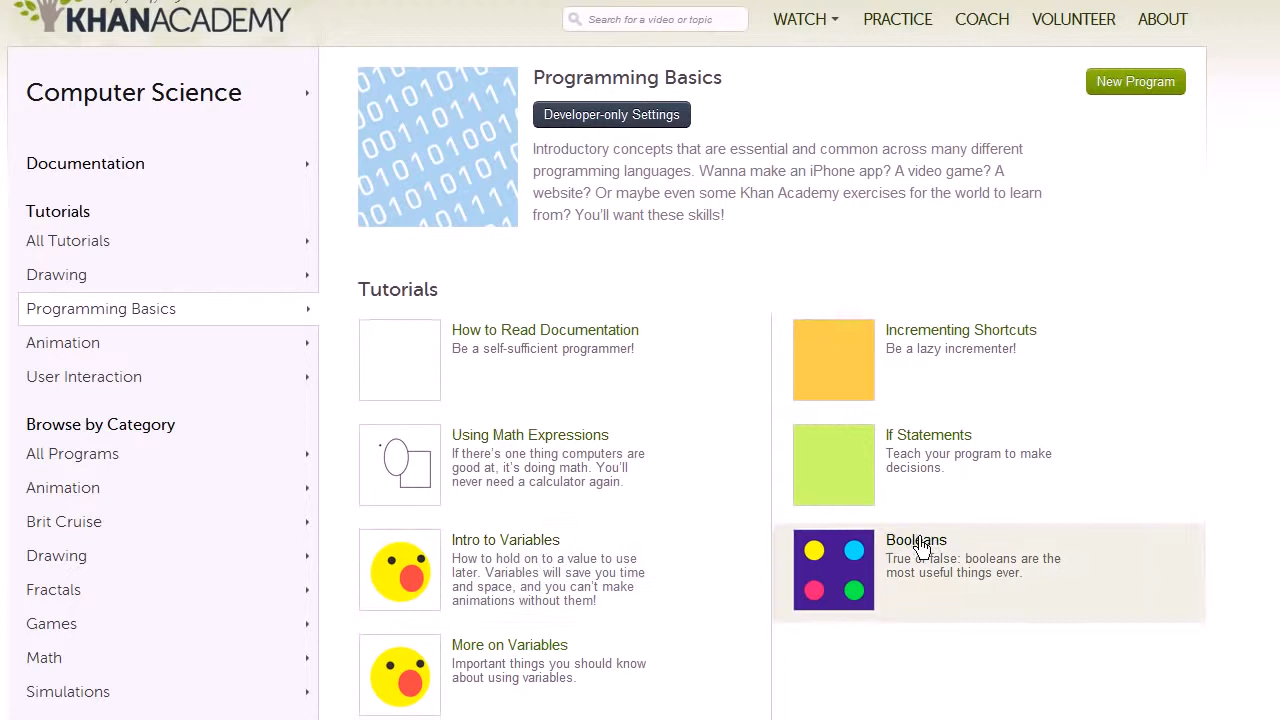 KHANACADEMY
Search for a video or topic
WATCH
PRACTICE
COACH
VOLUNTEER
ABOUT
Computer Science
Documentation
Tutorials
All Tutorials
Drawing
Programming Basics
Animation
User Interaction
Browse by Category
All Programs
Animation
Brit Cruise
Drawing
Fractals
Games
Math
Simulations
Programming Basics
New Program
Developer-only Settings
Introductory concepts that are essential and common across many different
programming languages. Wanna make an iPhone app? A video game? A
website? Or maybe even some Khan Academy exercises for the world to learn
from? You'll want these skills!
Tutorials
How to Read Documentation
Be a self-sufficient programmer!
Using Math Expressions
If there's one thing computers are
good at, it's doing math. You'll
never need a calculator again.
Intro to Variables
How to hold on to a value to use
later. Variables will save you time
and space, and you can't make
animations without them!
More on Variables
Important things you should know
about using variables.
Incrementing Shortcuts
Be a lazy incrementer!
If Statements
Teach your program to make
decisions.
Booleans
True or false: booleans are the
most useful things ever.